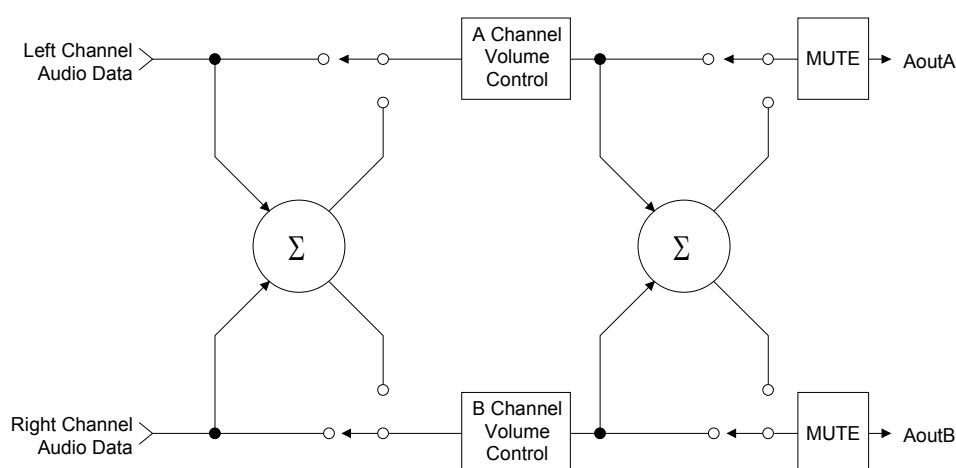 Left Channel
Audio Data
A Channel
Volume
Control
MUTE
AoutA
Σ
Σ
Right Channel
Audio Data
B Channel
Volume
Control
MUTE
AoutB